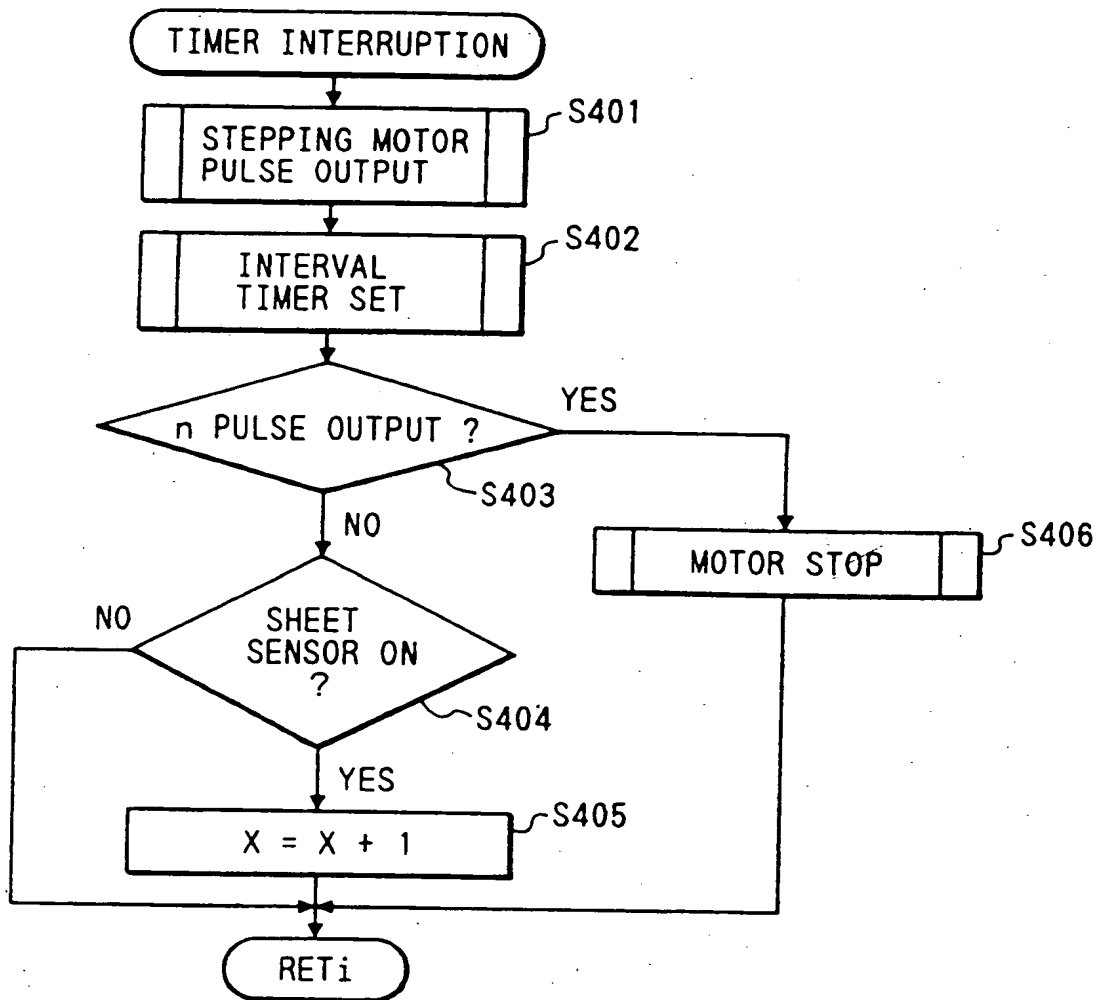 TIMER INTERRUPTION
S401
STEPPING MOTOR
PULSE OUTPUT
S402
INTERVAL
TIMER SET
YES
n PULSE OUTPUT ?
S403
NO
S406
MOTOR STOP
NO
SHEET
SENSOR ON
?
S404
YES
S405
X = X + 1
RETi